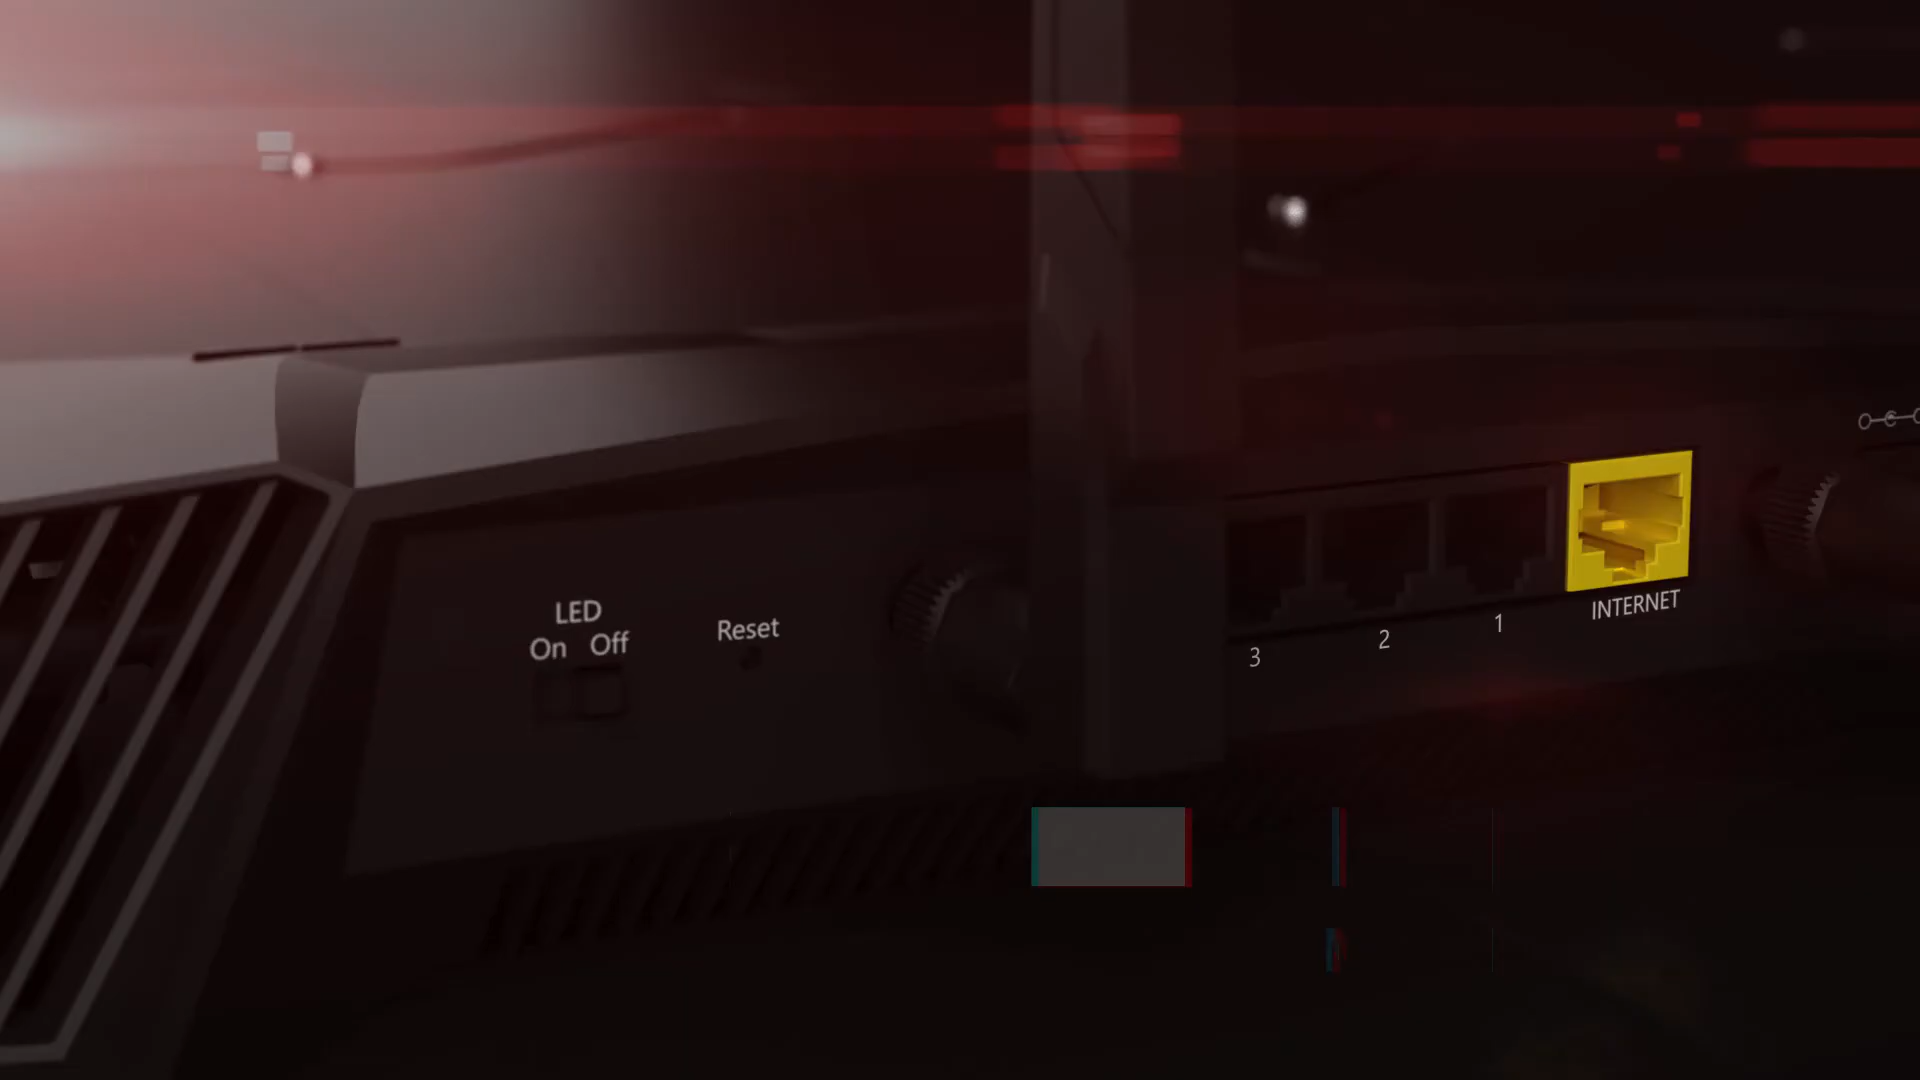 LED
On Off
Reset
3
2
1
INTERNET